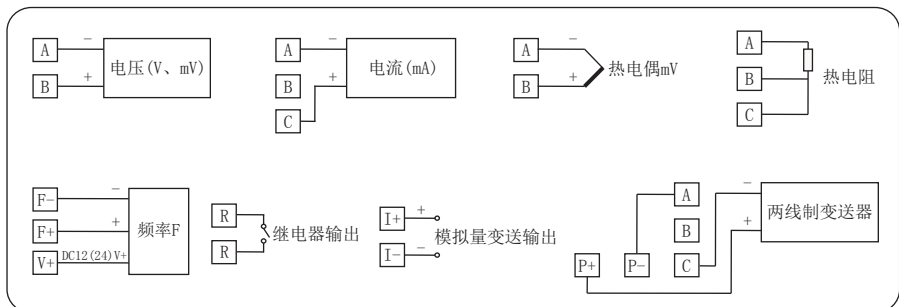 A
−
电压(V、mV)
B
+
A
−
电流(mA)
B
+
C
A
−
热电偶mV
B
+
A
B
热电阻
C
F-
−
F+
+
频率F
V+
DC12(24)V+
R
继电器输出
R
I+
+
模拟量变送输出
I-
−
A
−
两线制变送器
B
+
C
P+
P-